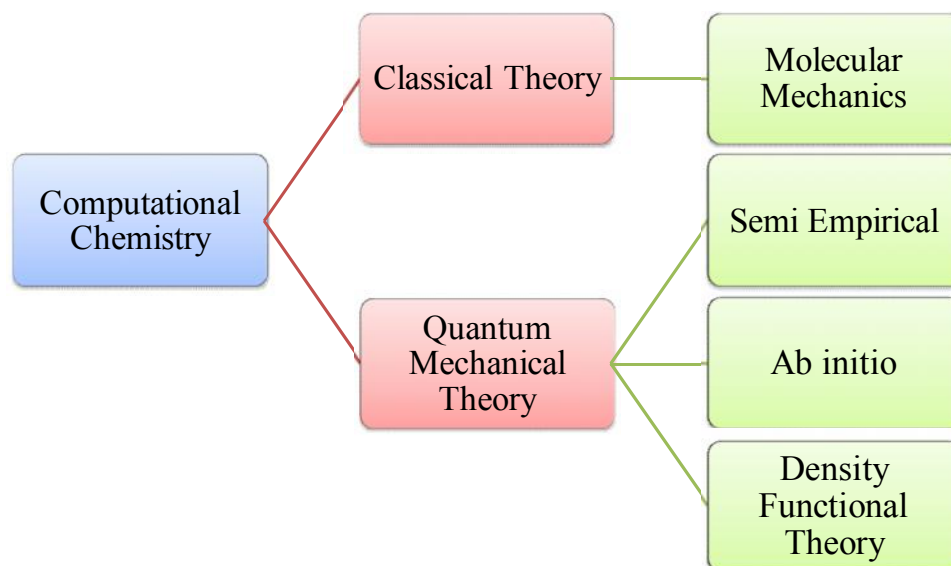 Computational
Chemistry
Classical Theory
Molecular
Mechanics
Quantum
Mechanical
Theory
Semi Empirical
Ab initio
Density
Functional
Theory